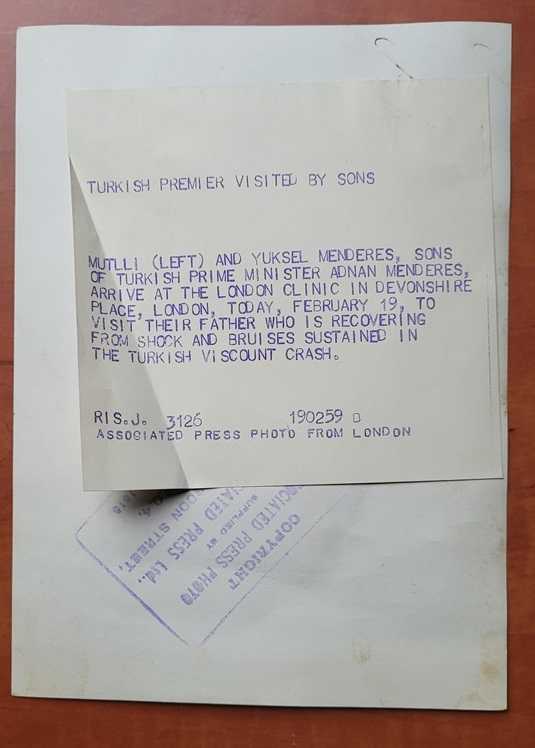 TURKISH PREMIER VISITED BY SONS
MUTLLI (LEFT) AND YUKSEL MENDERES, SONS
OF TURKISH PRIME MINISTER ADNAN MENDERES,
ARRIVE AT THE LONDON CLINIC IN DEVONSHIRE
PLACE, LONDON, TODAY, FEBRUARY 19, TO
VISIT THEIR FATHER WHO IS RECOVERING
FROM SHOCK AND BRUISES SUSTAINED IN
THE TURKISH VISCOUNT CRASH.
RIS.J. 3126 190259 D
ASSOCIATED PRESS PHOTO FROM LONDON
COPYRIGHT
PRESS PHOTO
SUPPLIED BY
PRESS Ltd.,
STREET,